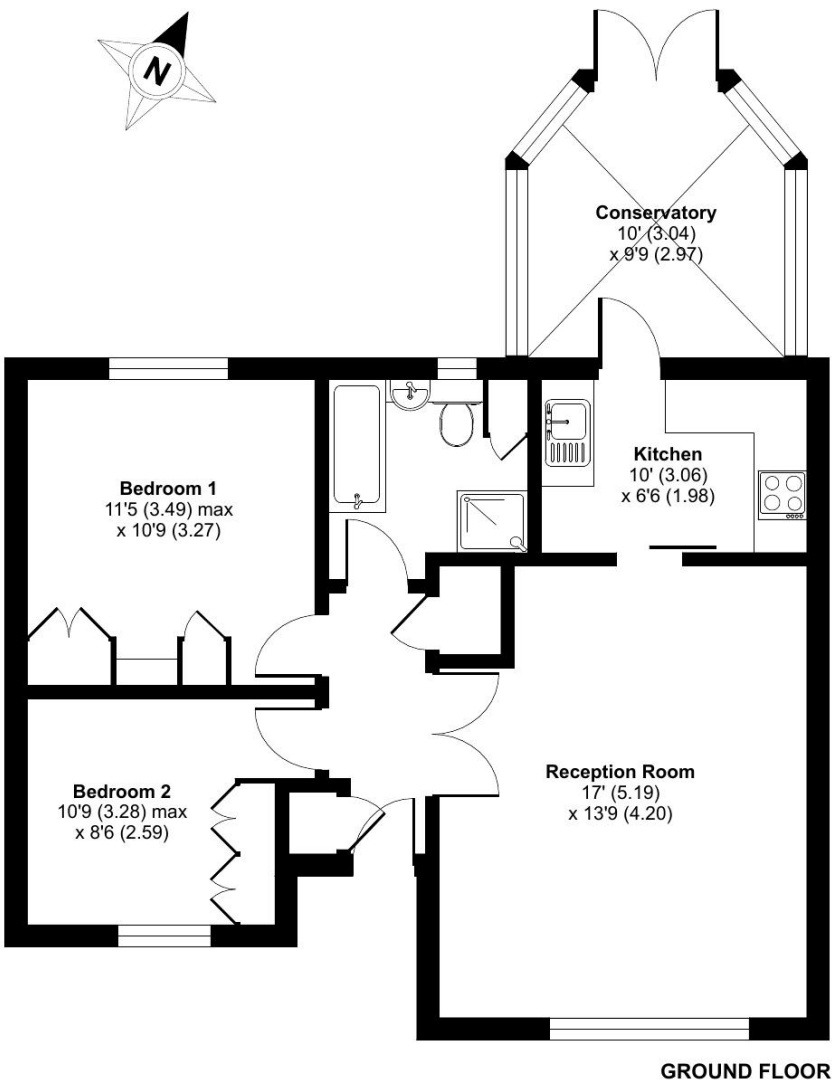 N
Conservatory
10' (3.04)
x 9'9 (2.97)
Kitchen
10' (3.06)
x 6'6 (1.98)
Bedroom 1
11'5 (3.49) max
x 10'9 (3.27)
Reception Room
17' (5.19)
x 13'9 (4.20)
Bedroom 2
10'9 (3.28) max
x 8'6 (2.59)
GROUND FLOOR